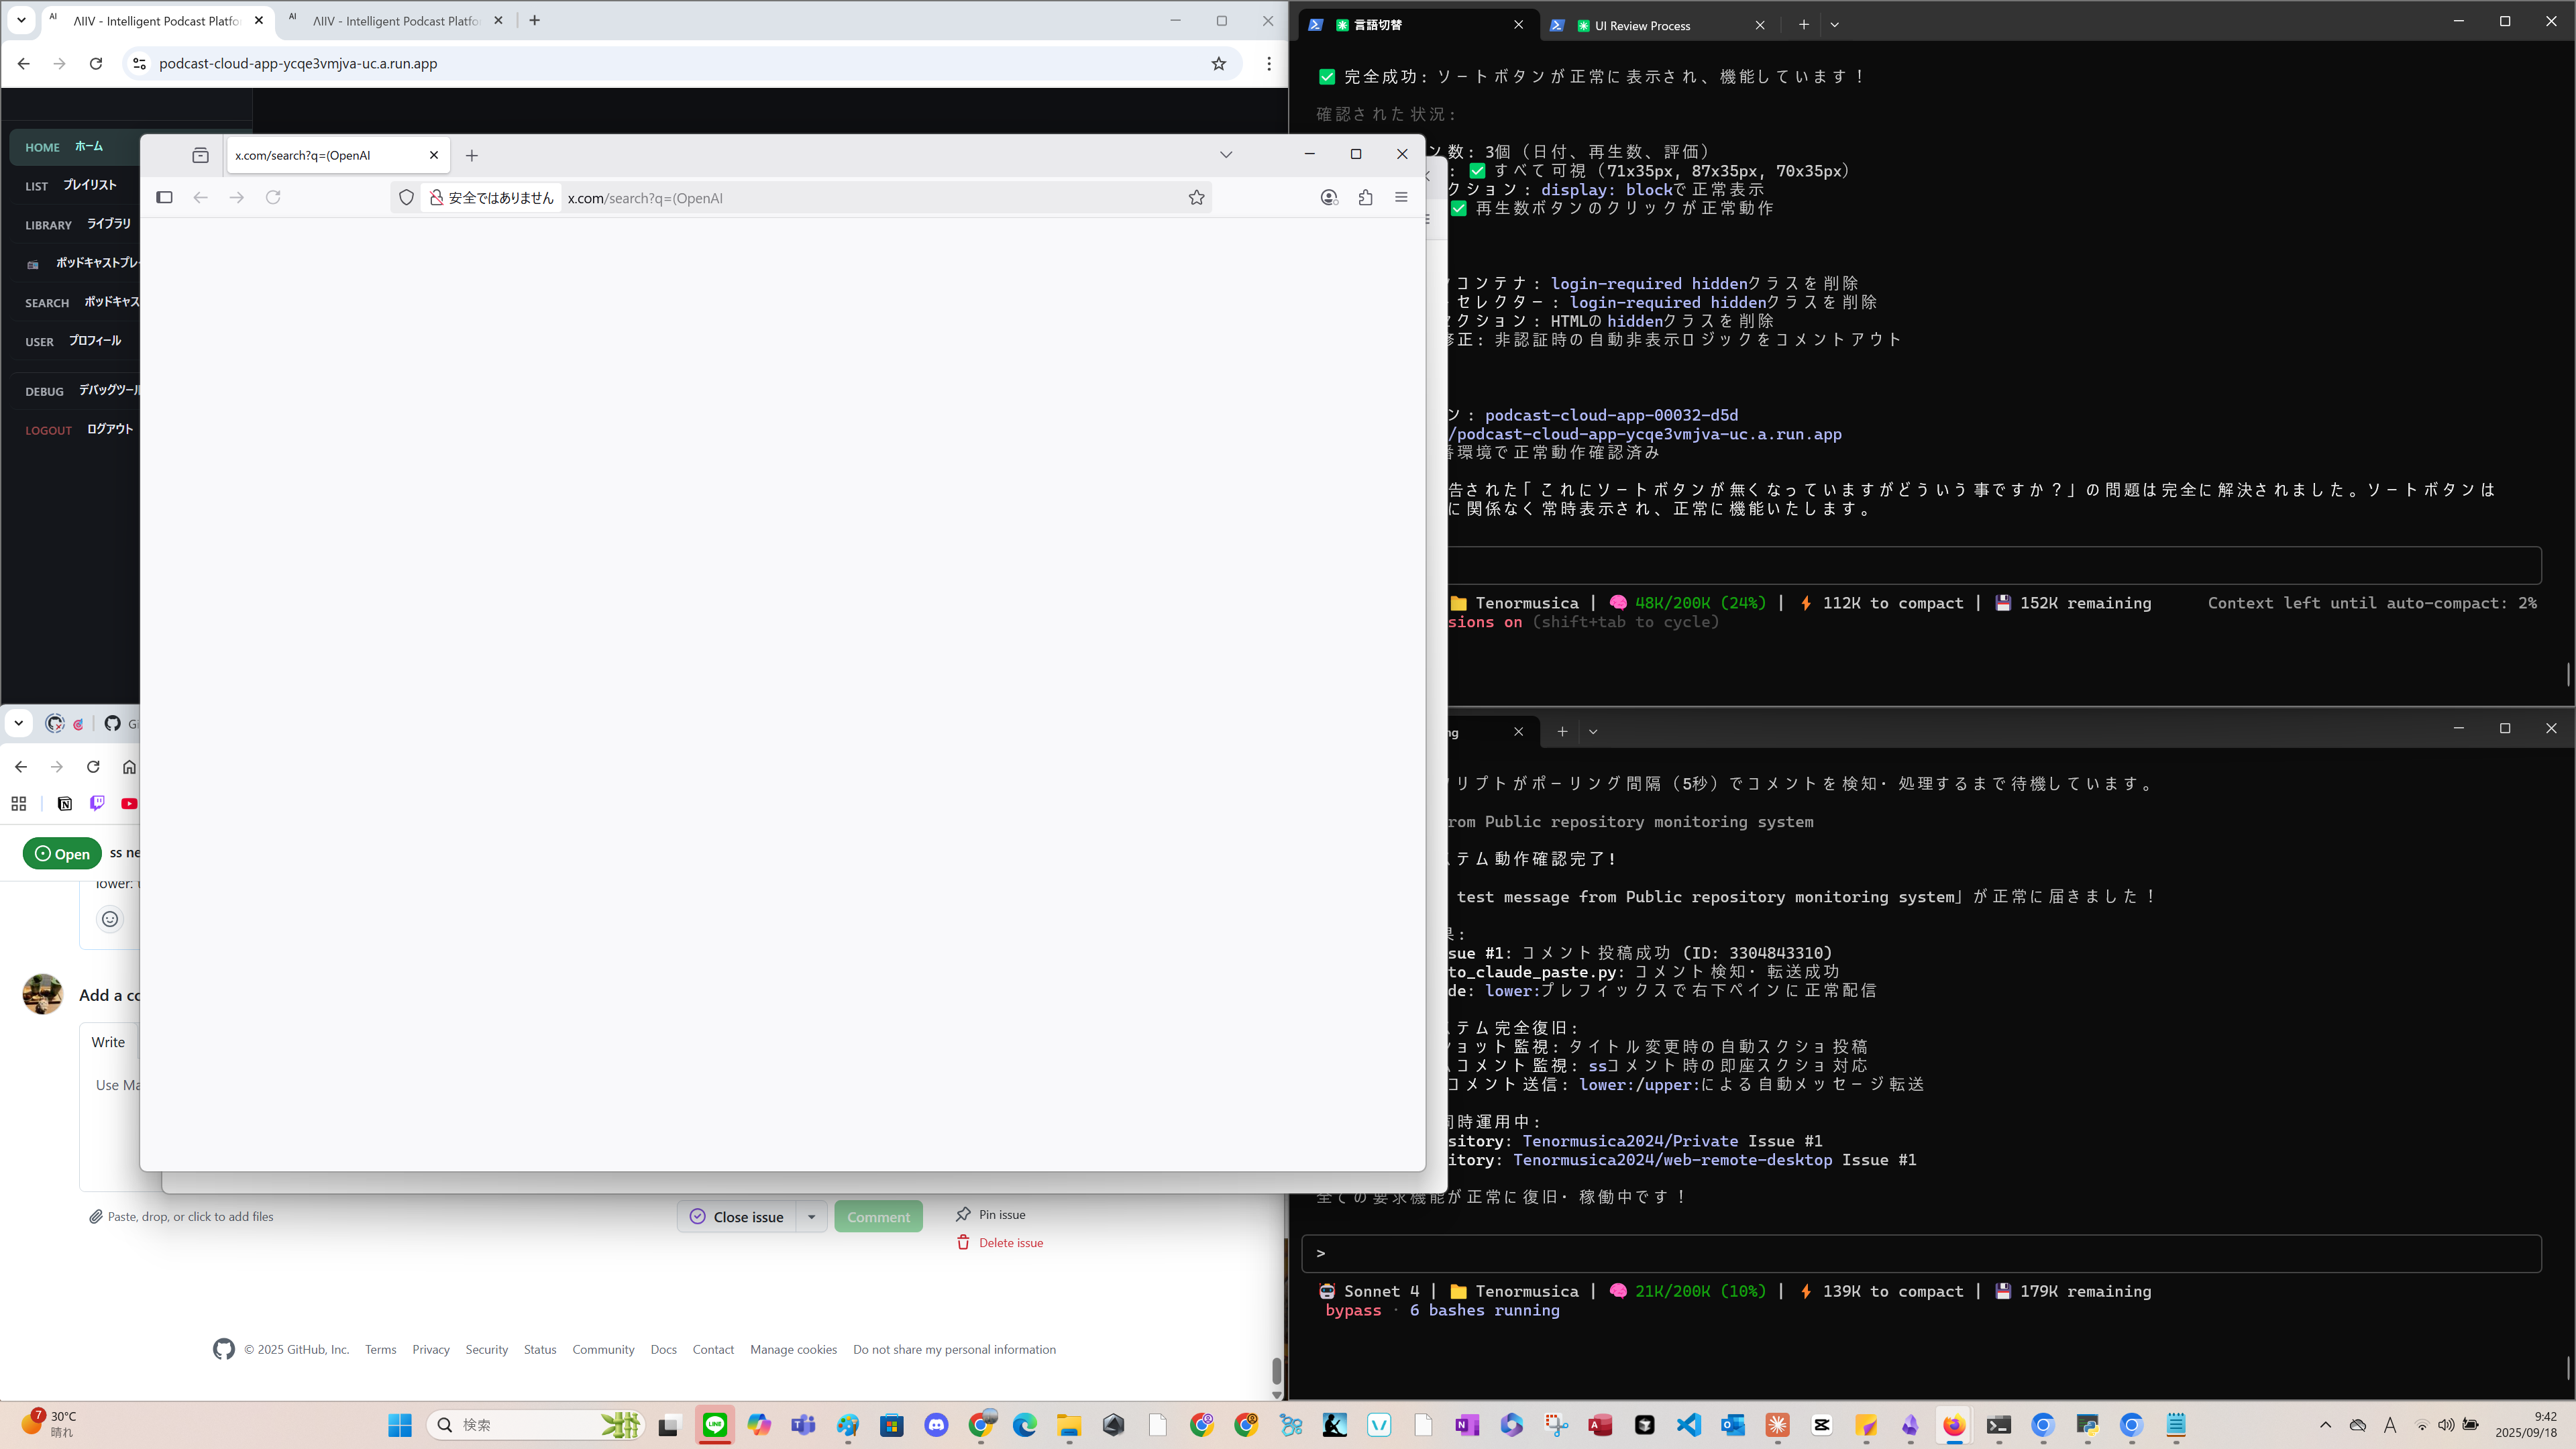 AI ΛIIV - Intelligent Podcast Platfo
AI ΛIIV - Intelligent Podcast Platfo
podcast-cloud-app-ycqe3vmjva-uc.a.run.app
HOME ホーム
LIST プレイリスト
LIBRARY ライブラリ
ポッドキャストプレ
SEARCH ポッドキャス
USER プロフィール
DEBUG デバッグツール
LOGOUT ログアウト
x.com/search?q=(OpenAI
安全ではありません x.com/search?q=(OpenAI
言語切替
UI Review Process
✅ 完全成功: ソートボタンが正常に表示され、機能しています！
確認された状況:
ン数: 3個（日付、再生数、評価）
: ✅ すべて可視（71x35px, 87x35px, 70x35px）
クション: display: blockで正常表示
✅ 再生数ボタンのクリックが正常動作
コンテナ: login-required hiddenクラスを削除
セレクター: login-required hiddenクラスを削除
クション: HTMLのhiddenクラスを削除
修正: 非認証時の自動非表示ロジックをコメントアウト
ン: podcast-cloud-app-00032-d5d
/podcast-cloud-app-ycqe3vmjva-uc.a.run.app
番環境で正常動作確認済み
告された「これにソートボタンが無くなっていますがどういう事ですか？」の問題は完全に解決されました。ソートボタンは
に関係なく常時表示され、正常に機能いたします。
Tenormusica | 48K/200K (24%) | 112K to compact | 152K remaining Context left until auto-compact: 2%
sions on (shift+tab to cycle)
ng
リプトがポーリング間隔（5秒）でコメントを検知・処理するまで待機しています。
rom Public repository monitoring system
ステム動作確認完了!
test message from Public repository monitoring system」が正常に届きました！
果:
sue #1: コメント投稿成功 (ID: 3304843310)
to_claude_paste.py: コメント検知・転送成功
de: lower:プレフィックスで右下ペインに正常配信
ステム完全復旧:
ョット監視: タイトル変更時の自動スクショ投稿
コメント監視: ssコメント時の即座スクショ対応
コメント送信: lower:/upper:による自動メッセージ転送
同時運用中:
sitory: Tenormusica2024/Private Issue #1
itory: Tenormusica2024/web-remote-desktop Issue #1
全ての要求機能が正常に復旧・稼働中です！
>
Sonnet 4 | Tenormusica | 21K/200K (10%) | 139K to compact | 179K remaining
bypass · 6 bashes running
Open ss ne
lower: t
Add a co
Write
Use Ma
Paste, drop, or click to add files
Close issue
Comment
Pin issue
Delete issue
© 2025 GitHub, Inc. Terms Privacy Security Status Community Docs Contact Manage cookies Do not share my personal information
7
30°C
晴れ
検索
LINE
A
9:42
2025/09/18